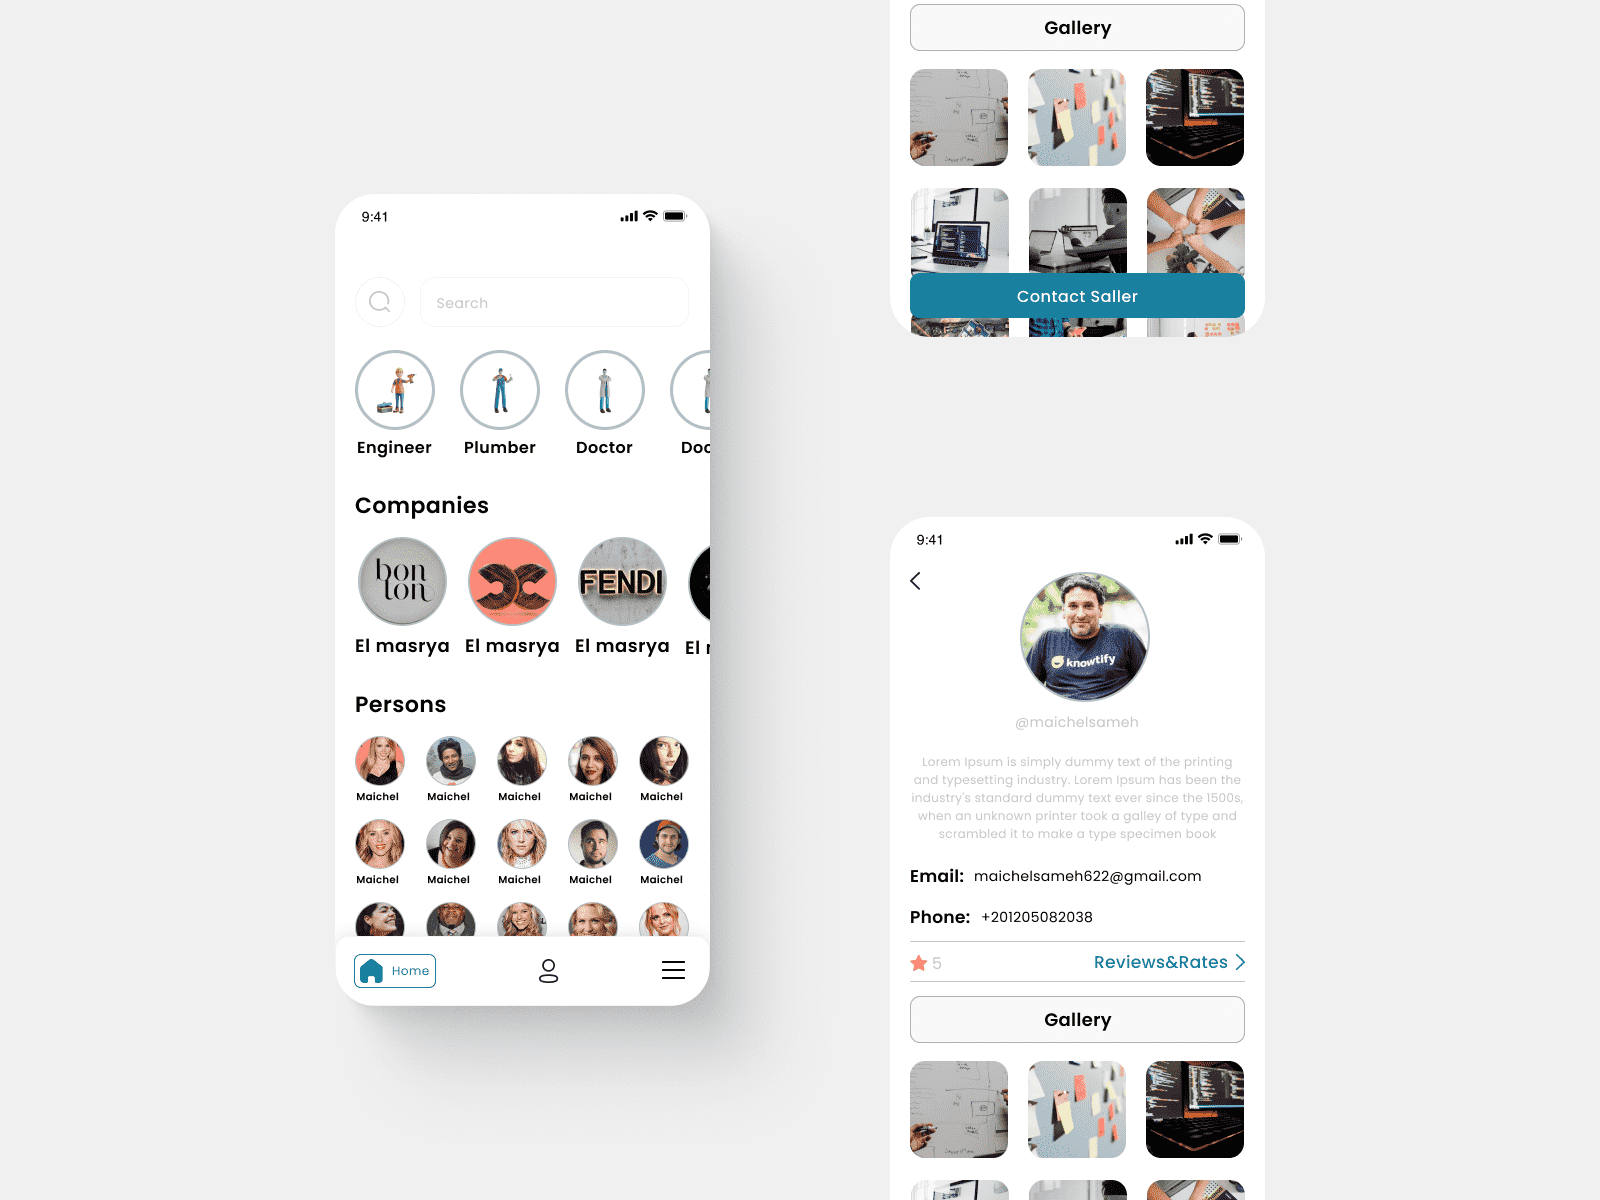 9:41
Search
Engineer
Plumber
Doctor
Doc
Companies
bon
ton
FENDI
El masrya
El masrya
El masrya
El
Persons
Maichel
Maichel
Maichel
Maichel
Maichel
Maichel
Maichel
Maichel
Maichel
Maichel
Home
Gallery
Contact Saller
9:41
knowtify
@maichelsameh
Lorem Ipsum is simply dummy text of the printing
and typesetting industry. Lorem Ipsum has been the
industry's standard dummy text ever since the 1500s,
when an unknown printer took a galley of type and
scrambled it to make a type specimen book
Email: maichelsameh622@gmail.com
Phone: +201205082038
5
Reviews&Rates
Gallery